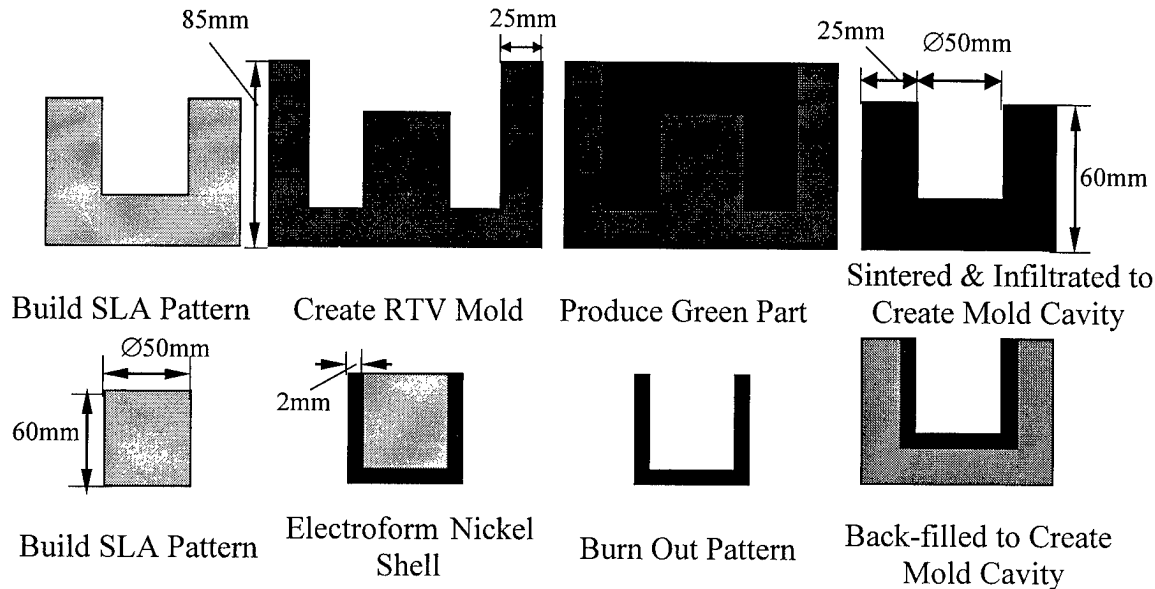 85mm
25mm
25mm
Ø50mm
60mm
Build SLA Pattern
Create RTV Mold
Produce Green Part
Sintered & Infiltrated to
Create Mold Cavity
Ø50mm
60mm
2mm
Build SLA Pattern
Electroform Nickel
Shell
Burn Out Pattern
Back-filled to Create
Mold Cavity